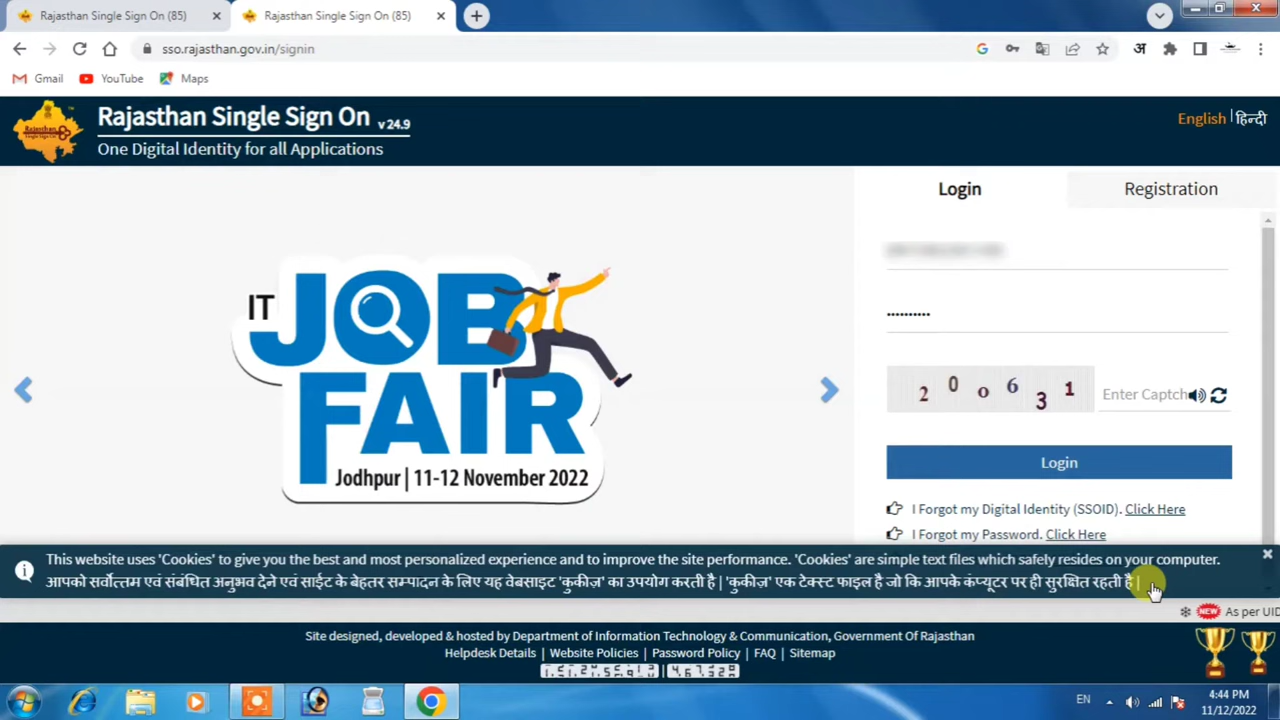 Rajasthan Single Sign On (85)
Rajasthan Single Sign On (85)
sso.rajasthan.gov.in/signin
Gmail
YouTube
Maps
Rajasthan Single Sign On v 24.9
One Digital Identity for all Applications
English | हिन्दी
Login
Registration
IT JOB FAIR
Jodhpur | 11-12 November 2022
2 0 o 6 3 1
Enter Captch
Login
I Forgot my Digital Identity (SSOID). Click Here
I Forgot my Password. Click Here
This website uses 'Cookies' to give you the best and most personalized experience and to improve the site performance. 'Cookies' are simple text files which safely resides on your computer.
आपको सर्वोत्तम एवं संबंधित अनुभव देने एवं साईट के बेहतर सम्पादन के लिए यह वेबसाइट 'कुकीज़' का उपयोग करती है | 'कुकीज़' एक टेक्स्ट फाइल है जो कि आपके कंप्यूटर पर ही सुरक्षित रहती है |
NEW As per UID
Site designed, developed & hosted by Department of Information Technology & Communication, Government Of Rajasthan
Helpdesk Details | Website Policies | Password Policy | FAQ | Sitemap
EN
4:44 PM
11/12/2022